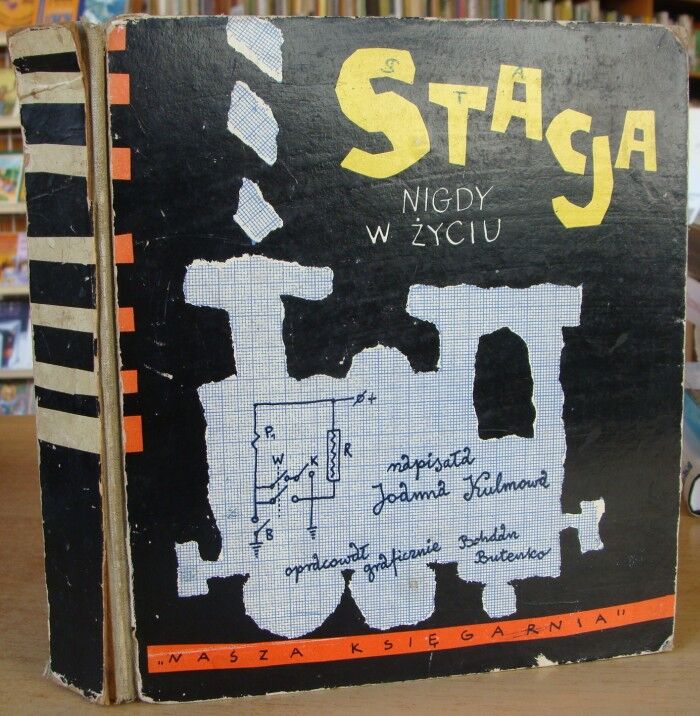 STACJA
NIGDY
W ŻYCIU
∅+
P1
R
W
K
B
napisała
Joanna Kulmowa
opracował graficznie Bohdan
Butenko
„NASZA KSIĘGARNIA"